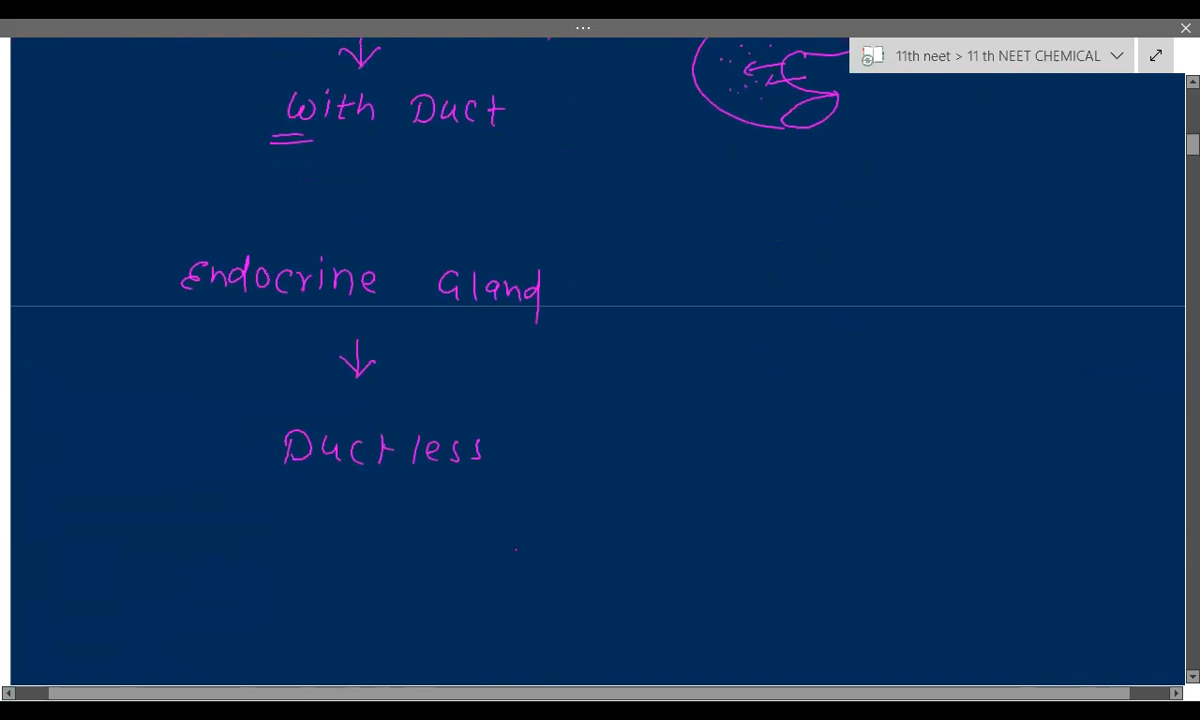 11th neet > 11 th NEET CHEMICAL
With Duct
Endocrine Gland
↓
Ductless